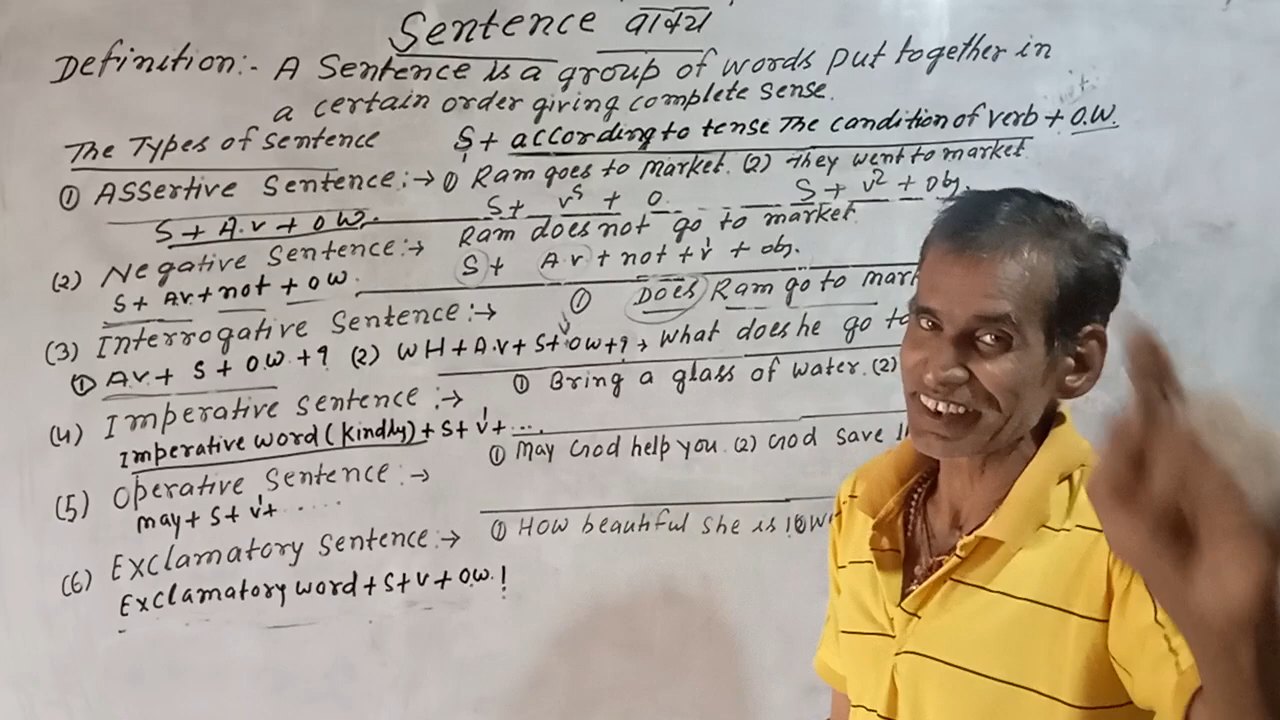 Sentence वाक्य
Definition:- A Sentence is a group of words put together in
a certain order giving complete sense.
The Types of sentence S + according to tense The condition of verb + O.W.
① Assertive Sentence:→ ① Ram goes to market. (2) They went to market
S + A.v + OW. S + v^s + O. S + v² + Obj.
(2) Negative Sentence:→ Ram does not go to market.
S + Av + not + ow. S + Av + not + v¹ + obj.
(3) Interrogative Sentence:→ ① Does Ram go to mar
① A.v. + S + O.W + ? (2) WH + A.V + S + OW + ? → What does he go to
(4) Imperative Sentence:→ ① Bring a glass of water. (2)
Imperative word (Kindly) + S + V¹ + ...
(5) Operative Sentence:→ ① May God help you. (2) God save
may + S + v¹ + .....
(6) Exclamatory Sentence:→ ① How beautiful she is
Exclamatory word + S + V + O.W. !